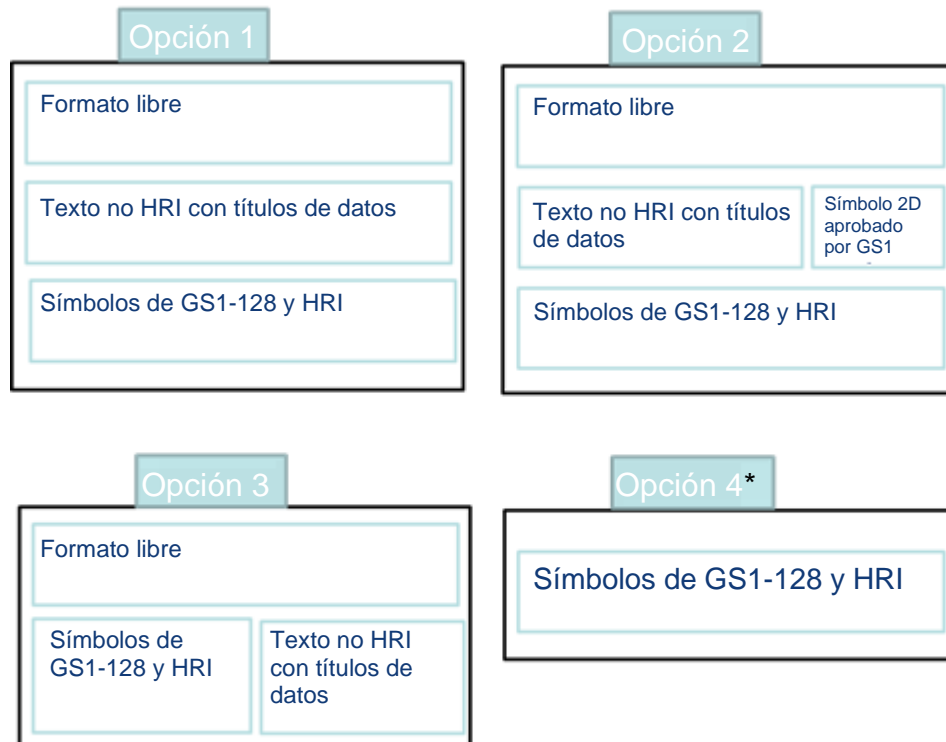 Opción 1
Formato libre
Texto no HRI con títulos de datos
Símbolos de GS1-128 y HRI
Opción 2
Formato libre
Texto no HRI con títulos
de datos
Símbolo 2D
aprobado
por GS1
Símbolos de GS1-128 y HRI
Opción 3
Formato libre
Símbolos de
GS1-128 y HRI
Texto no HRI
con títulos de
datos
Opción 4*
Símbolos de GS1-128 y HRI